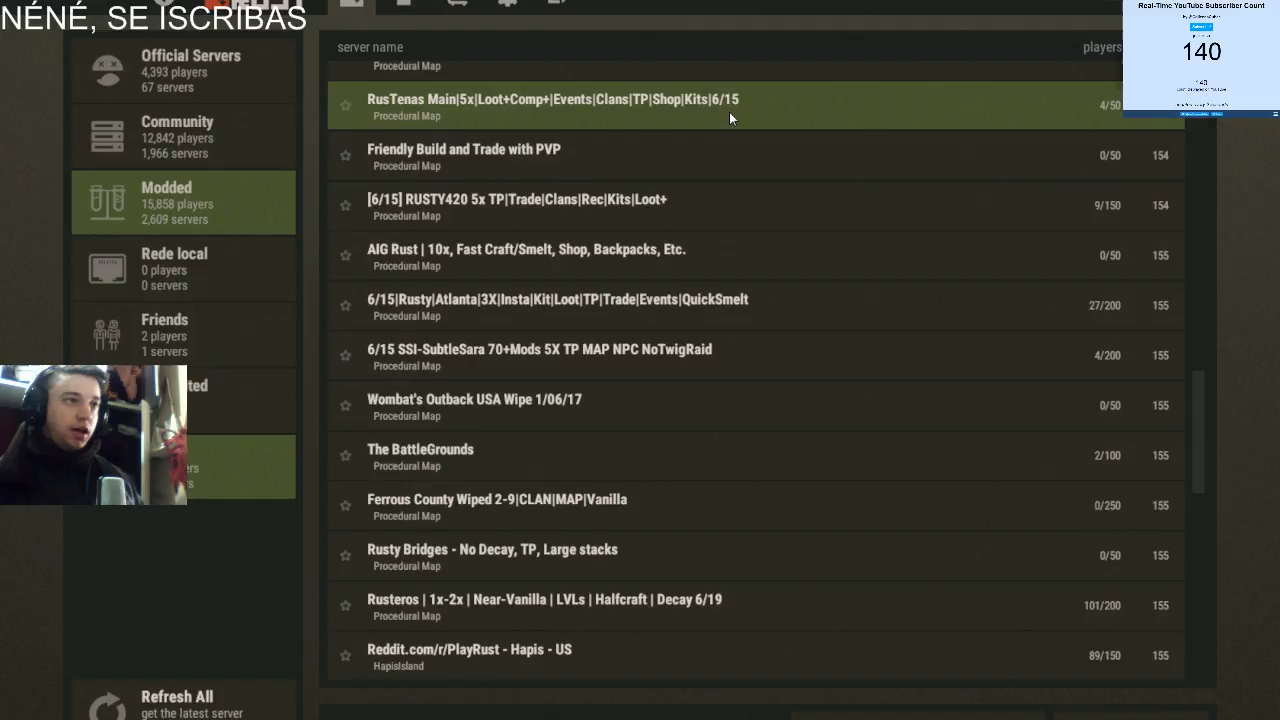 NÉNÉ, SE ISCRIBAS
Real-Time YouTube Subscriber Count
140
server name players
Procedural Map
Official Servers
4,393 players
67 servers
Community
12,842 players
1,966 servers
Modded
15,858 players
2,609 servers
Rede local
0 players
0 servers
Friends
2 players
1 servers
Refresh All
get the latest server
RusTenas Main|5x|Loot+Comp+|Events|Clans|TP|Shop|Kits|6/15
Procedural Map
4/50
Friendly Build and Trade with PVP
Procedural Map
0/50 154
[6/15] RUSTY420 5x TP|Trade|Clans|Rec|Kits|Loot+
Procedural Map
9/150 154
AIG Rust | 10x, Fast Craft/Smelt, Shop, Backpacks, Etc.
Procedural Map
0/50 155
6/15|Rusty|Atlanta|3X|Insta|Kit|Loot|TP|Trade|Events|QuickSmelt
Procedural Map
27/200 155
6/15 SSI-SubtleSara 70+Mods 5X TP MAP NPC NoTwigRaid
Procedural Map
4/200 155
Wombat's Outback USA Wipe 1/06/17
Procedural Map
0/50 155
The BattleGrounds
Procedural Map
2/100 155
Ferrous County Wiped 2-9|CLAN|MAP|Vanilla
Procedural Map
0/250 155
Rusty Bridges - No Decay, TP, Large stacks
Procedural Map
0/50 155
Rusteros | 1x-2x | Near-Vanilla | LVLs | Halfcraft | Decay 6/19
Procedural Map
101/200 155
Reddit.com/r/PlayRust - Hapis - US
HapisIsland
89/150 155